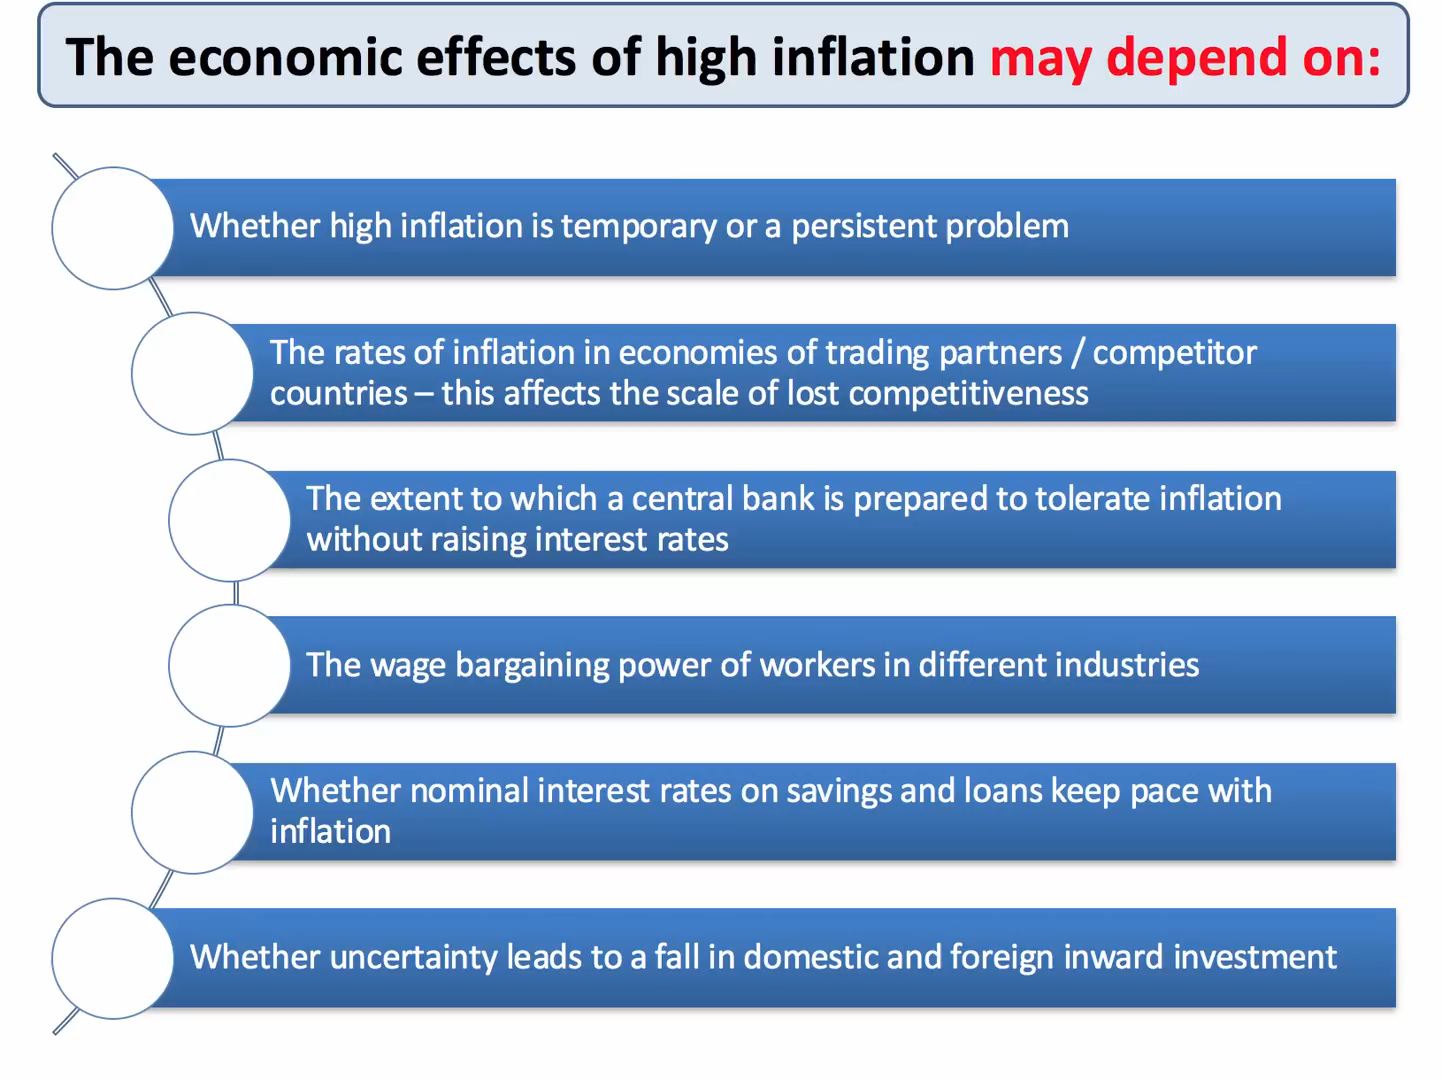 The economic effects of high inflation may depend on:
Whether high inflation is temporary or a persistent problem
The rates of inflation in economies of trading partners / competitor
countries – this affects the scale of lost competitiveness
The extent to which a central bank is prepared to tolerate inflation
without raising interest rates
The wage bargaining power of workers in different industries
Whether nominal interest rates on savings and loans keep pace with
inflation
Whether uncertainty leads to a fall in domestic and foreign inward investment